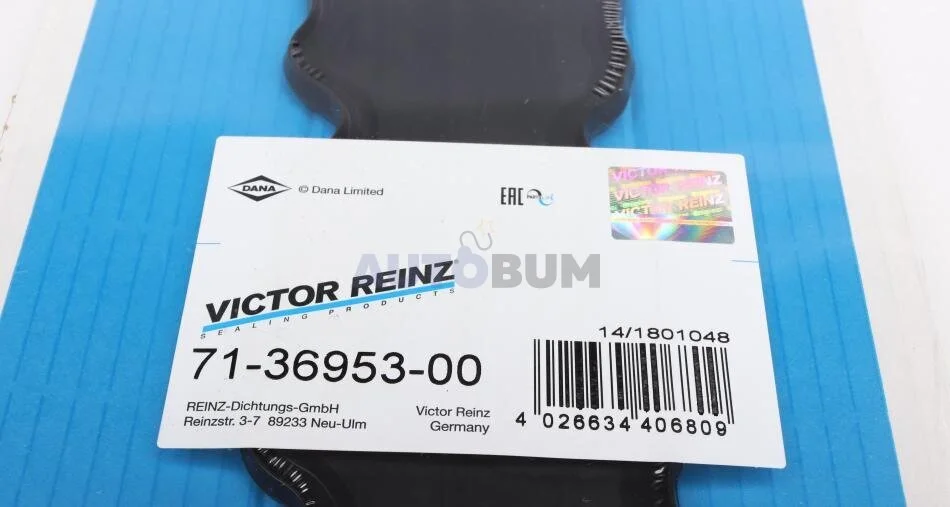 DANA
© Dana Limited
EAC
VICTOR REINZ
VICTOR REINZ
VICTOR REINZ
AUTOBUM
VICTOR REINZ®
SEALING PRODUCTS
14/1801048
71-36953-00
4 026634 406809
REINZ-Dichtungs-GmbH
Reinzstr. 3-7 89233 Neu-Ulm
Victor Reinz
Germany